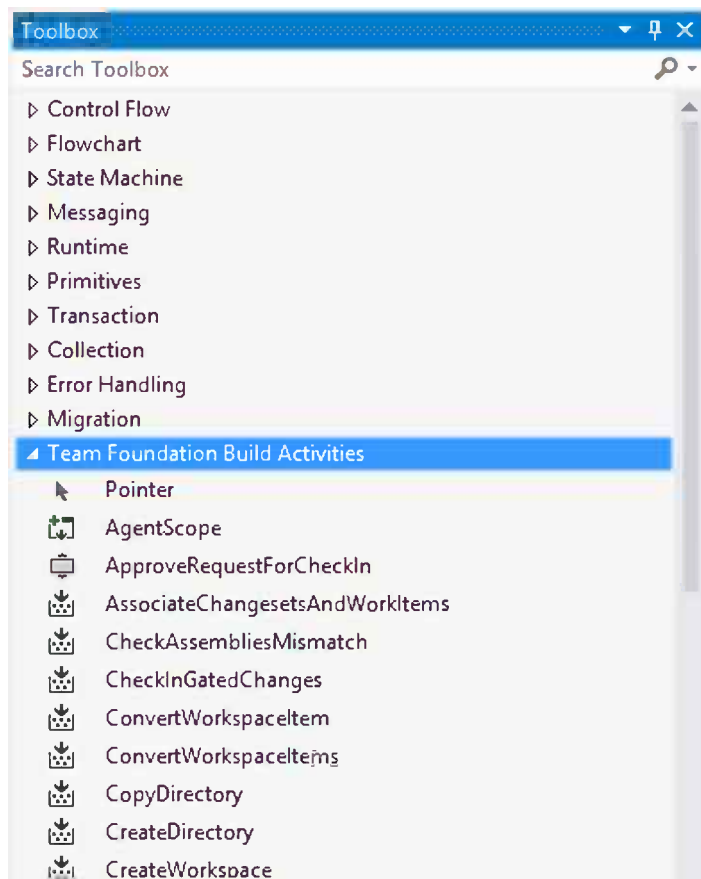 Toolbox
Search Toolbox
Control Flow
Flowchart
State Machine
Messaging
Runtime
Primitives
Transaction
Collection
Error Handling
Migration
Team Foundation Build Activities
Pointer
AgentScope
ApproveRequestForCheckIn
AssociateChangesetsAndWorkItems
CheckAssembliesMismatch
CheckInGatedChanges
ConvertWorkspaceItem
ConvertWorkspaceItems
CopyDirectory
CreateDirectory
CreateWorkspace